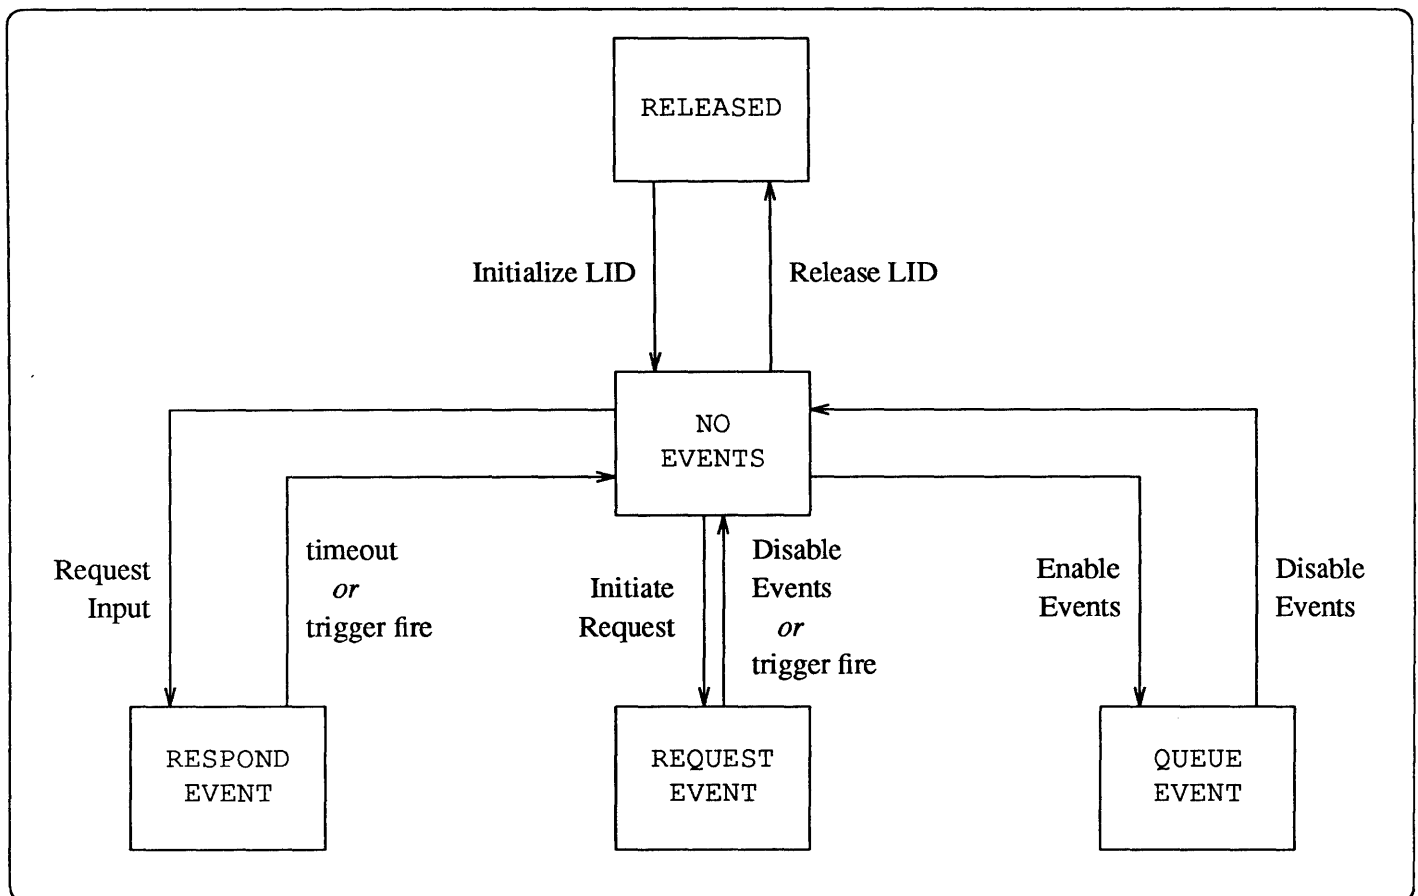 RELEASED
Initialize LID
Release LID
NO
EVENTS
Request
Input
timeout
or
trigger fire
Initiate
Request
Disable
Events
or
trigger fire
Enable
Events
Disable
Events
RESPOND
EVENT
REQUEST
EVENT
QUEUE
EVENT